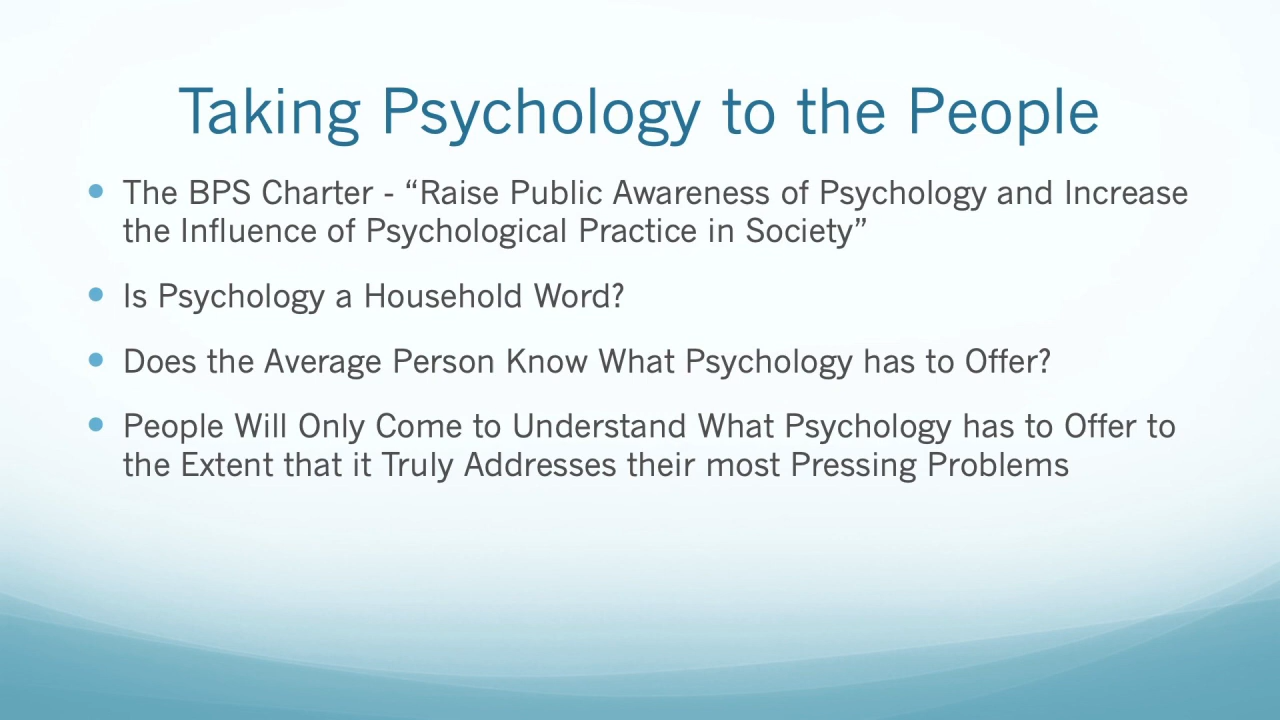 Taking Psychology to the People
• The BPS Charter - “Raise Public Awareness of Psychology and Increase
the Influence of Psychological Practice in Society”
• Is Psychology a Household Word?
• Does the Average Person Know What Psychology has to Offer?
• People Will Only Come to Understand What Psychology has to Offer to
the Extent that it Truly Addresses their most Pressing Problems